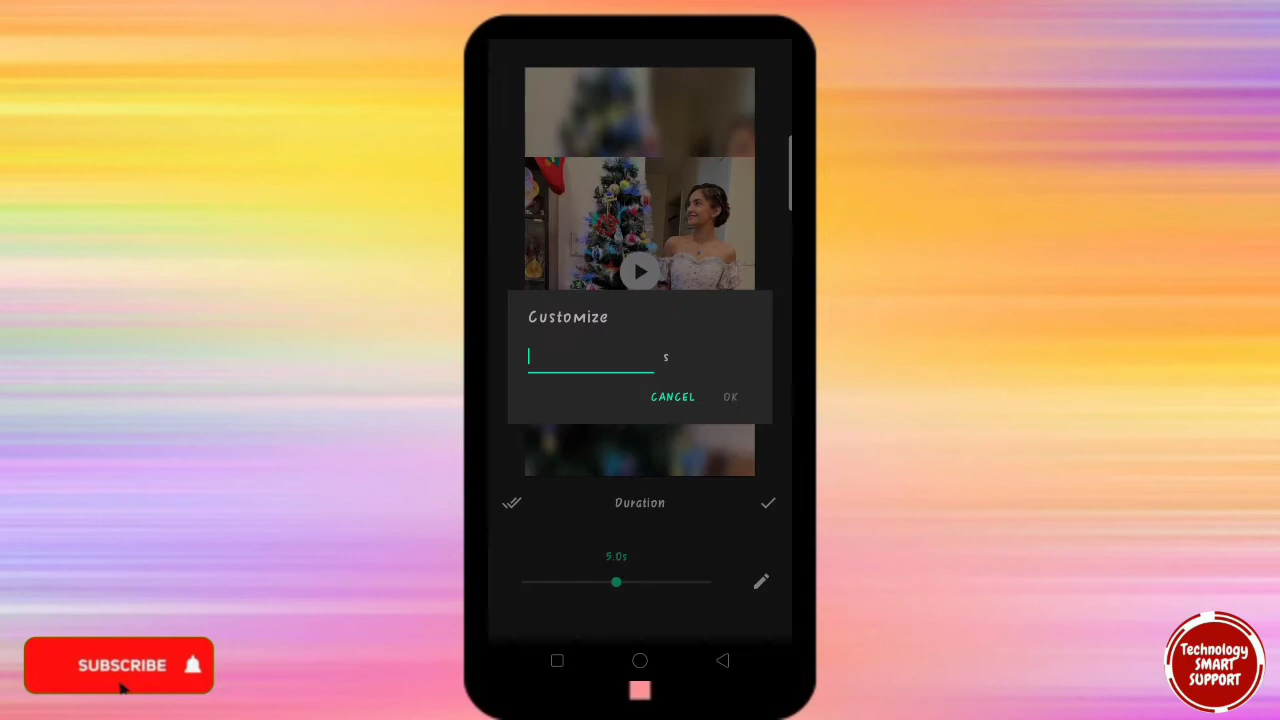 Customize
s
CANCEL OK
Duration
5.0s
SUBSCRIBE
Technology
SMART
SUPPORT